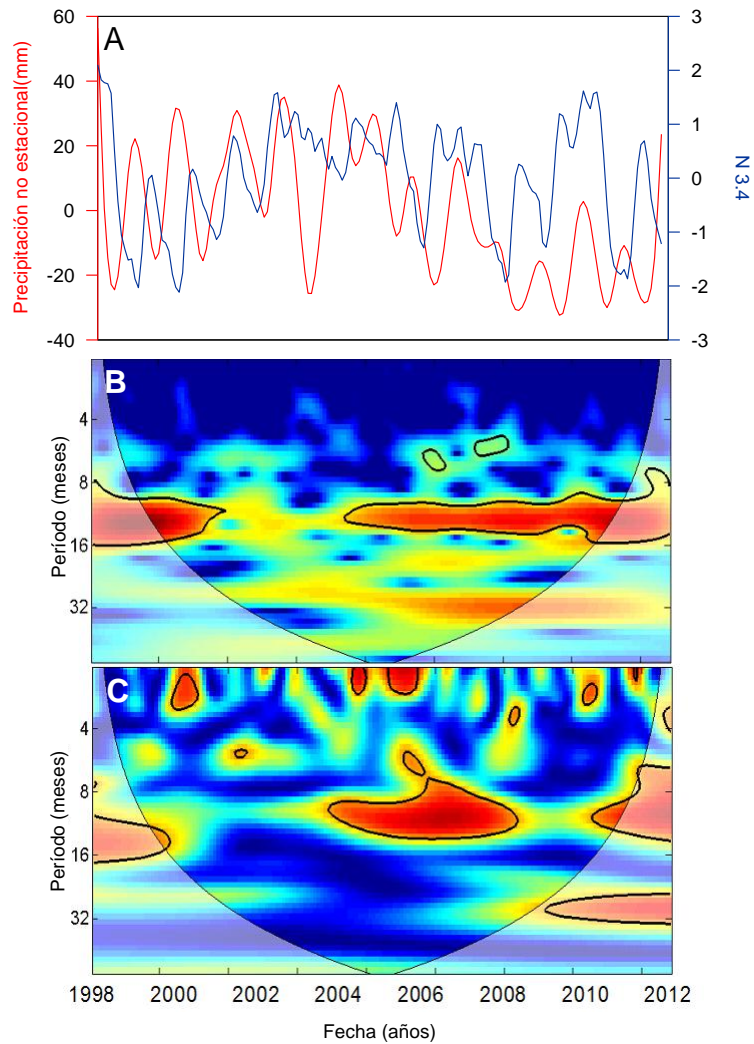 A
Precipitación no estacional(mm)
60
40
20
0
-20
-40
3
2
1
0
-1
-2
-3
N 3.4
B
Período (meses)
4
8
16
32
C
Período (meses)
4
8
16
32
1998 2000 2002 2004 2006 2008 2010 2012
Fecha (años)